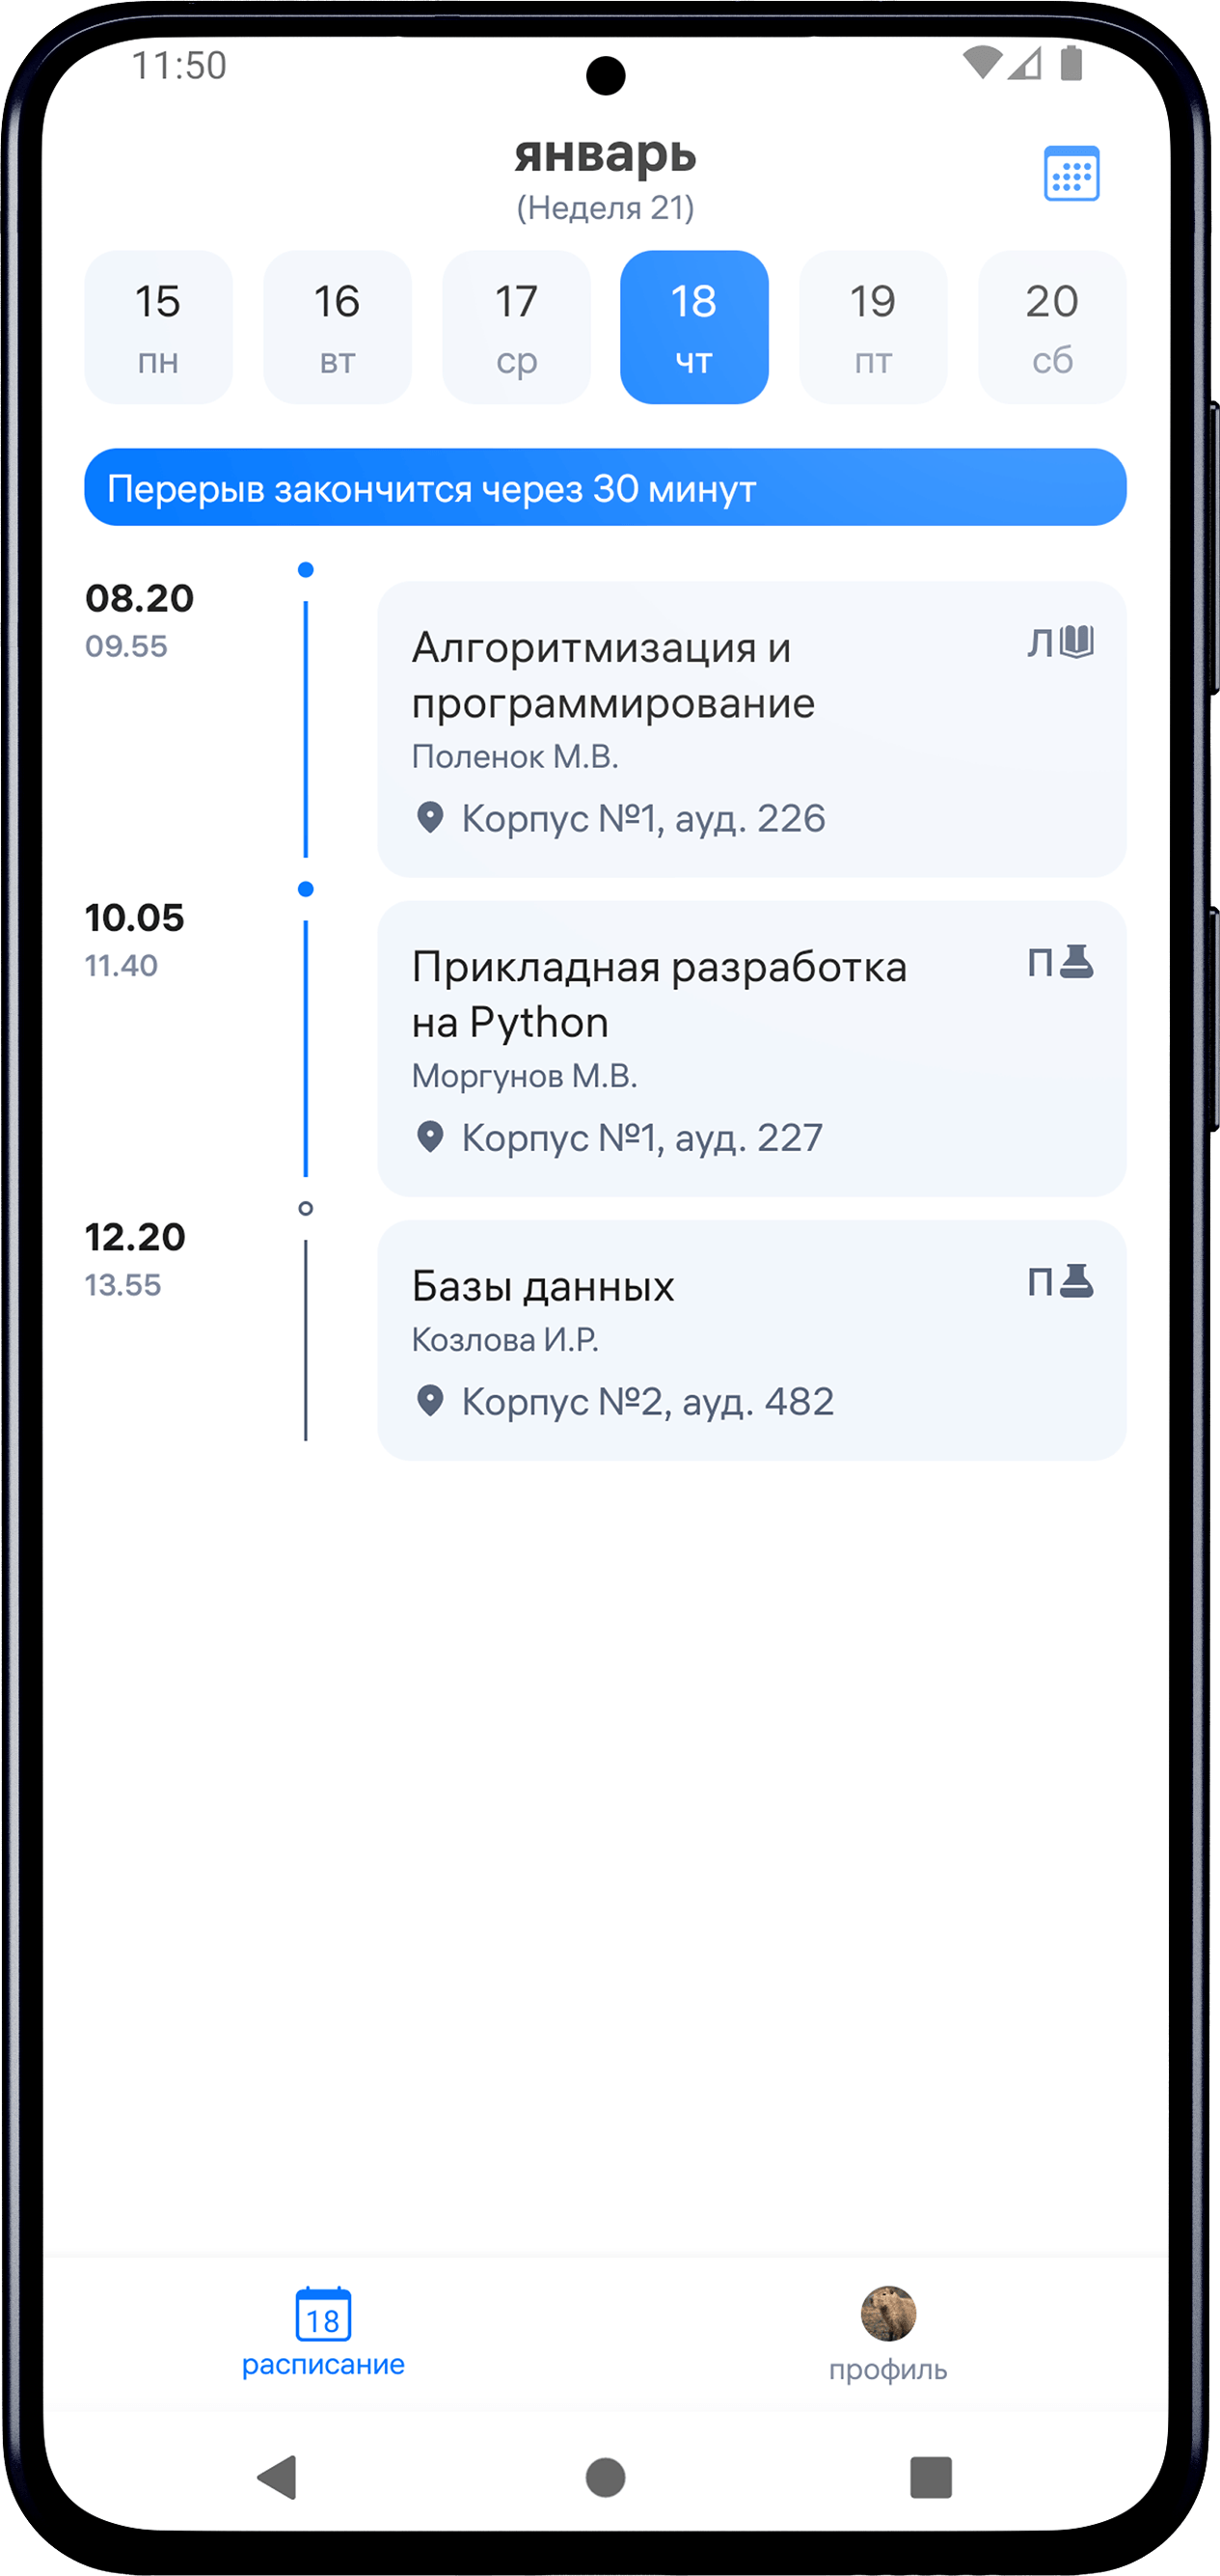 11:50
январь
(Неделя 21)
15 16 17 18 19 20
пн вт ср чт пт сб
Перерыв закончится через 30 минут
08.20
09.55
Алгоритмизация и
программирование
Л
Поленок М.В.
Корпус №1, ауд. 226
10.05
11.40
Прикладная разработка
на Python
П
Моргунов М.В.
Корпус №1, ауд. 227
12.20
13.55
Базы данных
П
Козлова И.Р.
Корпус №2, ауд. 482
18
расписание
профиль